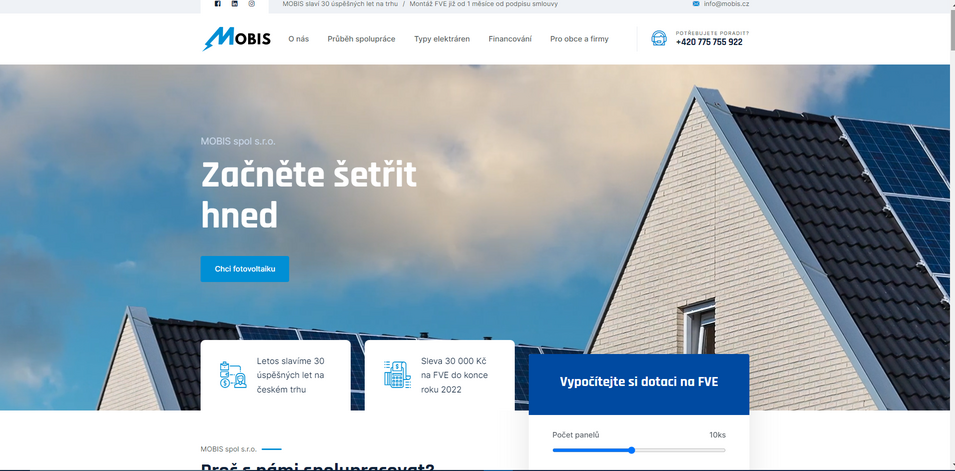 MOBIS slaví 30 úspěšných let na trhu / Montáž FVE již od 1 měsíce od podpisu smlouvy
info@mobis.cz
MOBIS
O nás
Průběh spolupráce
Typy elektráren
Financování
Pro obce a firmy
POTŘEBUJETE PORADIT?
+420 775 755 922
MOBIS spol s.r.o.
Začněte šetřit
hned
Chci fotovoltaiku
Letos slavíme 30
úspěšných let na
českém trhu
Sleva 30 000 Kč
na FVE do konce
roku 2022
Vypočítejte si dotaci na FVE
Počet panelů
10ks
MOBIS spol s.r.o.
Proč s námi spolupracovat?